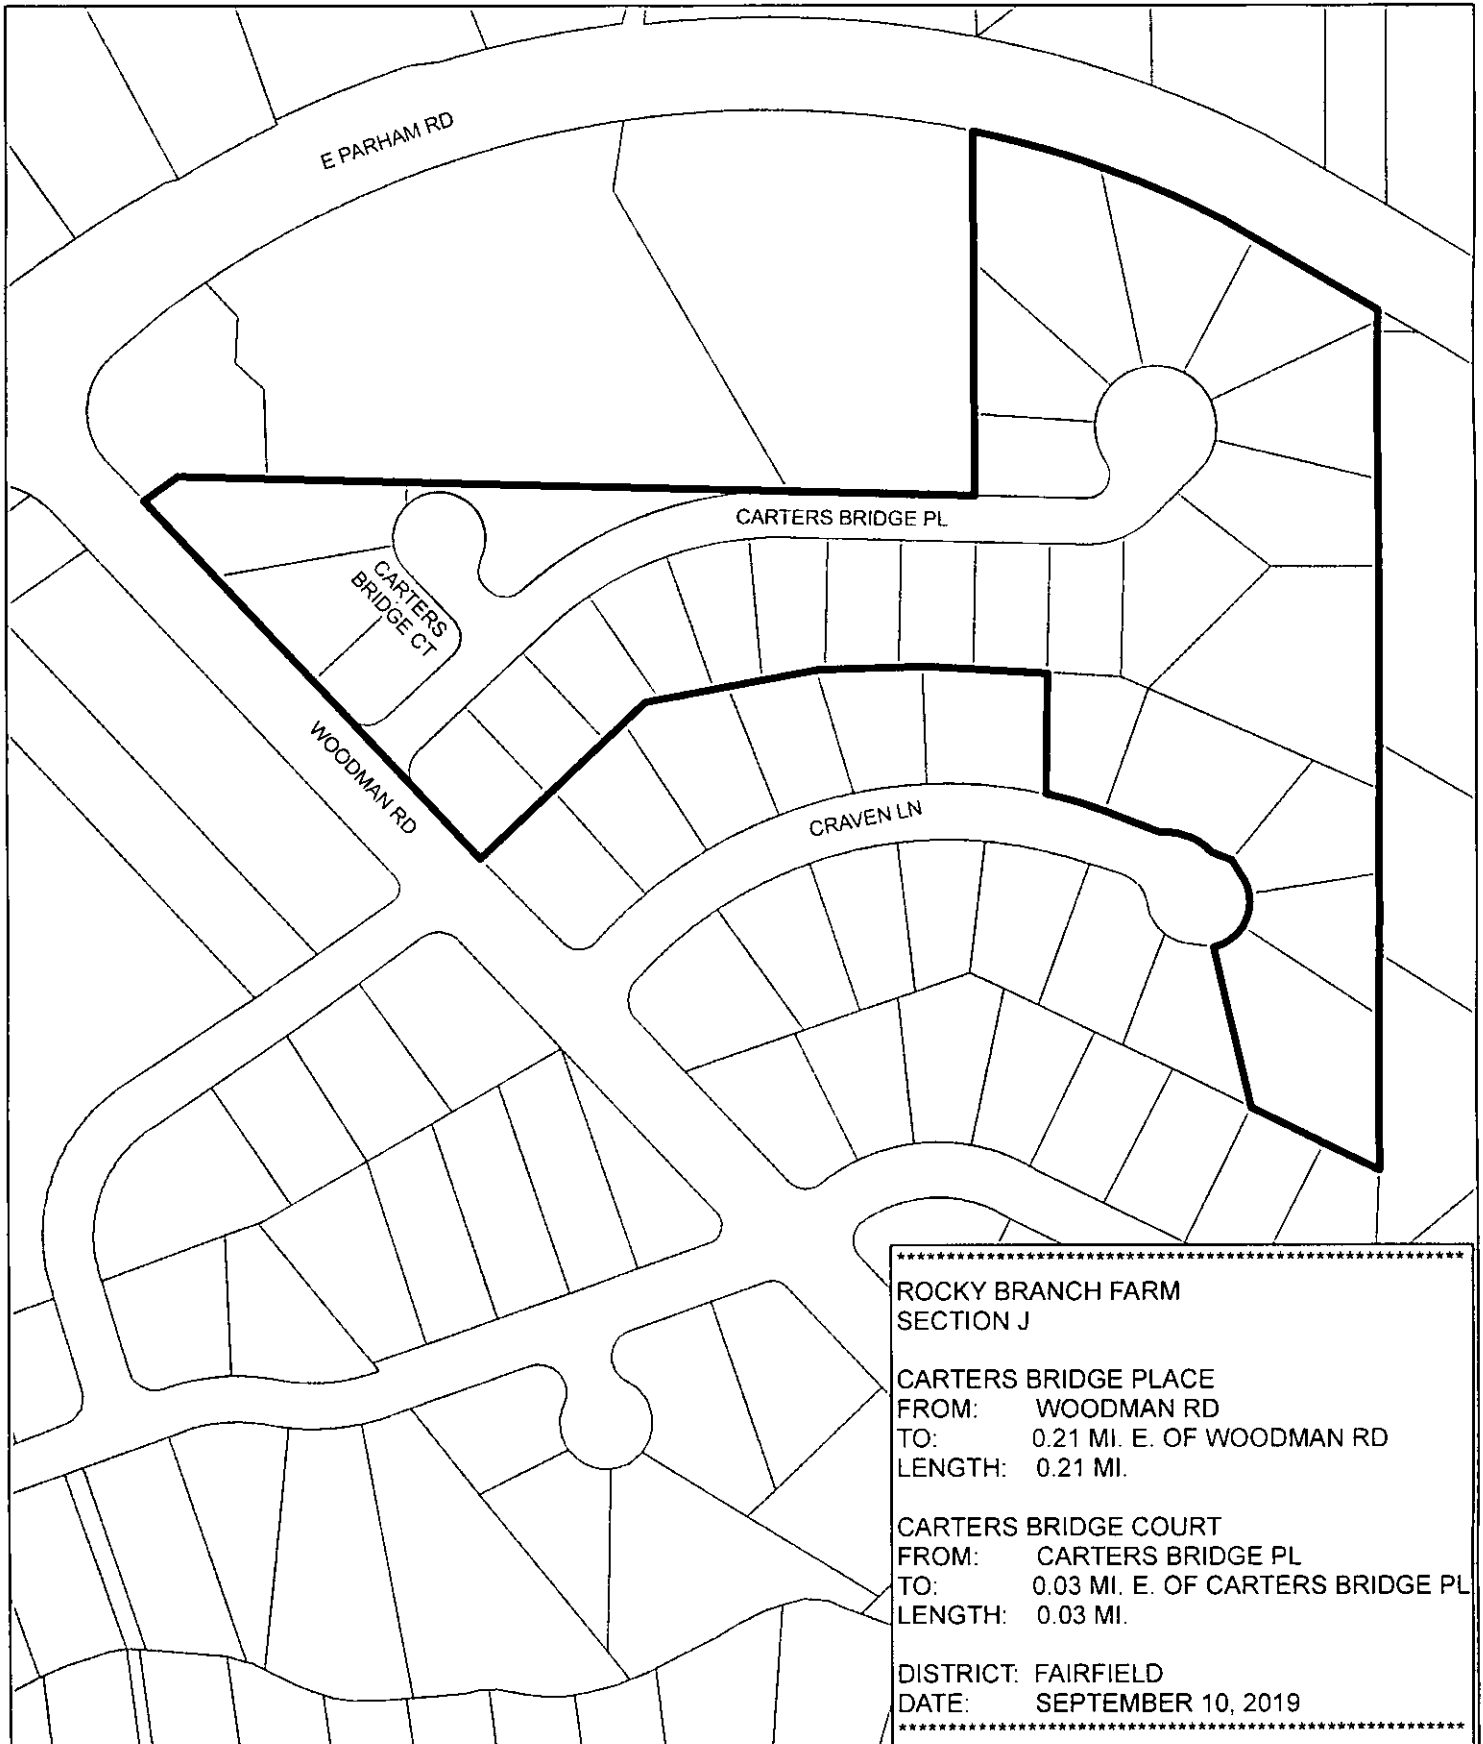 E PARHAM RD
CARTERS BRIDGE PL
CARTERS
BRIDGE CT
WOODMAN RD
CRAVEN LN
************************************************************
ROCKY BRANCH FARM
SECTION J
CARTERS BRIDGE PLACE
FROM: WOODMAN RD
TO: 0.21 MI. E. OF WOODMAN RD
LENGTH: 0.21 MI.
CARTERS BRIDGE COURT
FROM: CARTERS BRIDGE PL
TO: 0.03 MI. E. OF CARTERS BRIDGE PL
LENGTH: 0.03 MI.
DISTRICT: FAIRFIELD
DATE: SEPTEMBER 10, 2019
************************************************************